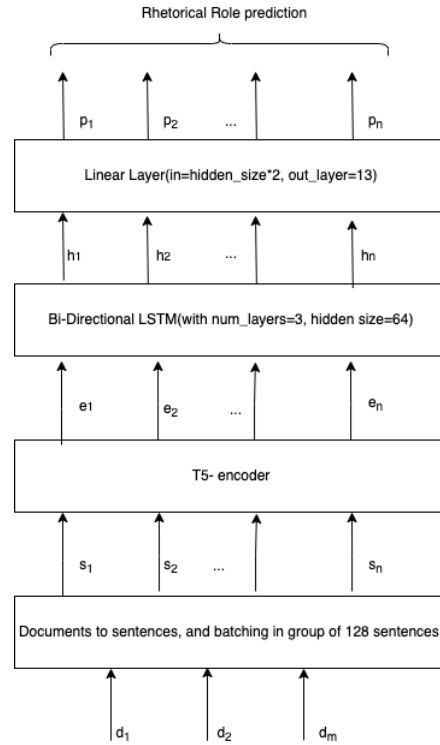 Rhetorical Role prediction
p1 p2 ... pn
Linear Layer(in=hidden_size*2, out_layer=13)
h1 h2 ... hn
Bi-Directional LSTM(with num_layers=3, hidden size=64)
e1 e2 ... en
T5- encoder
s1 s2 ... sn
Documents to sentences, and batching in group of 128 sentences
d1 d2 dm